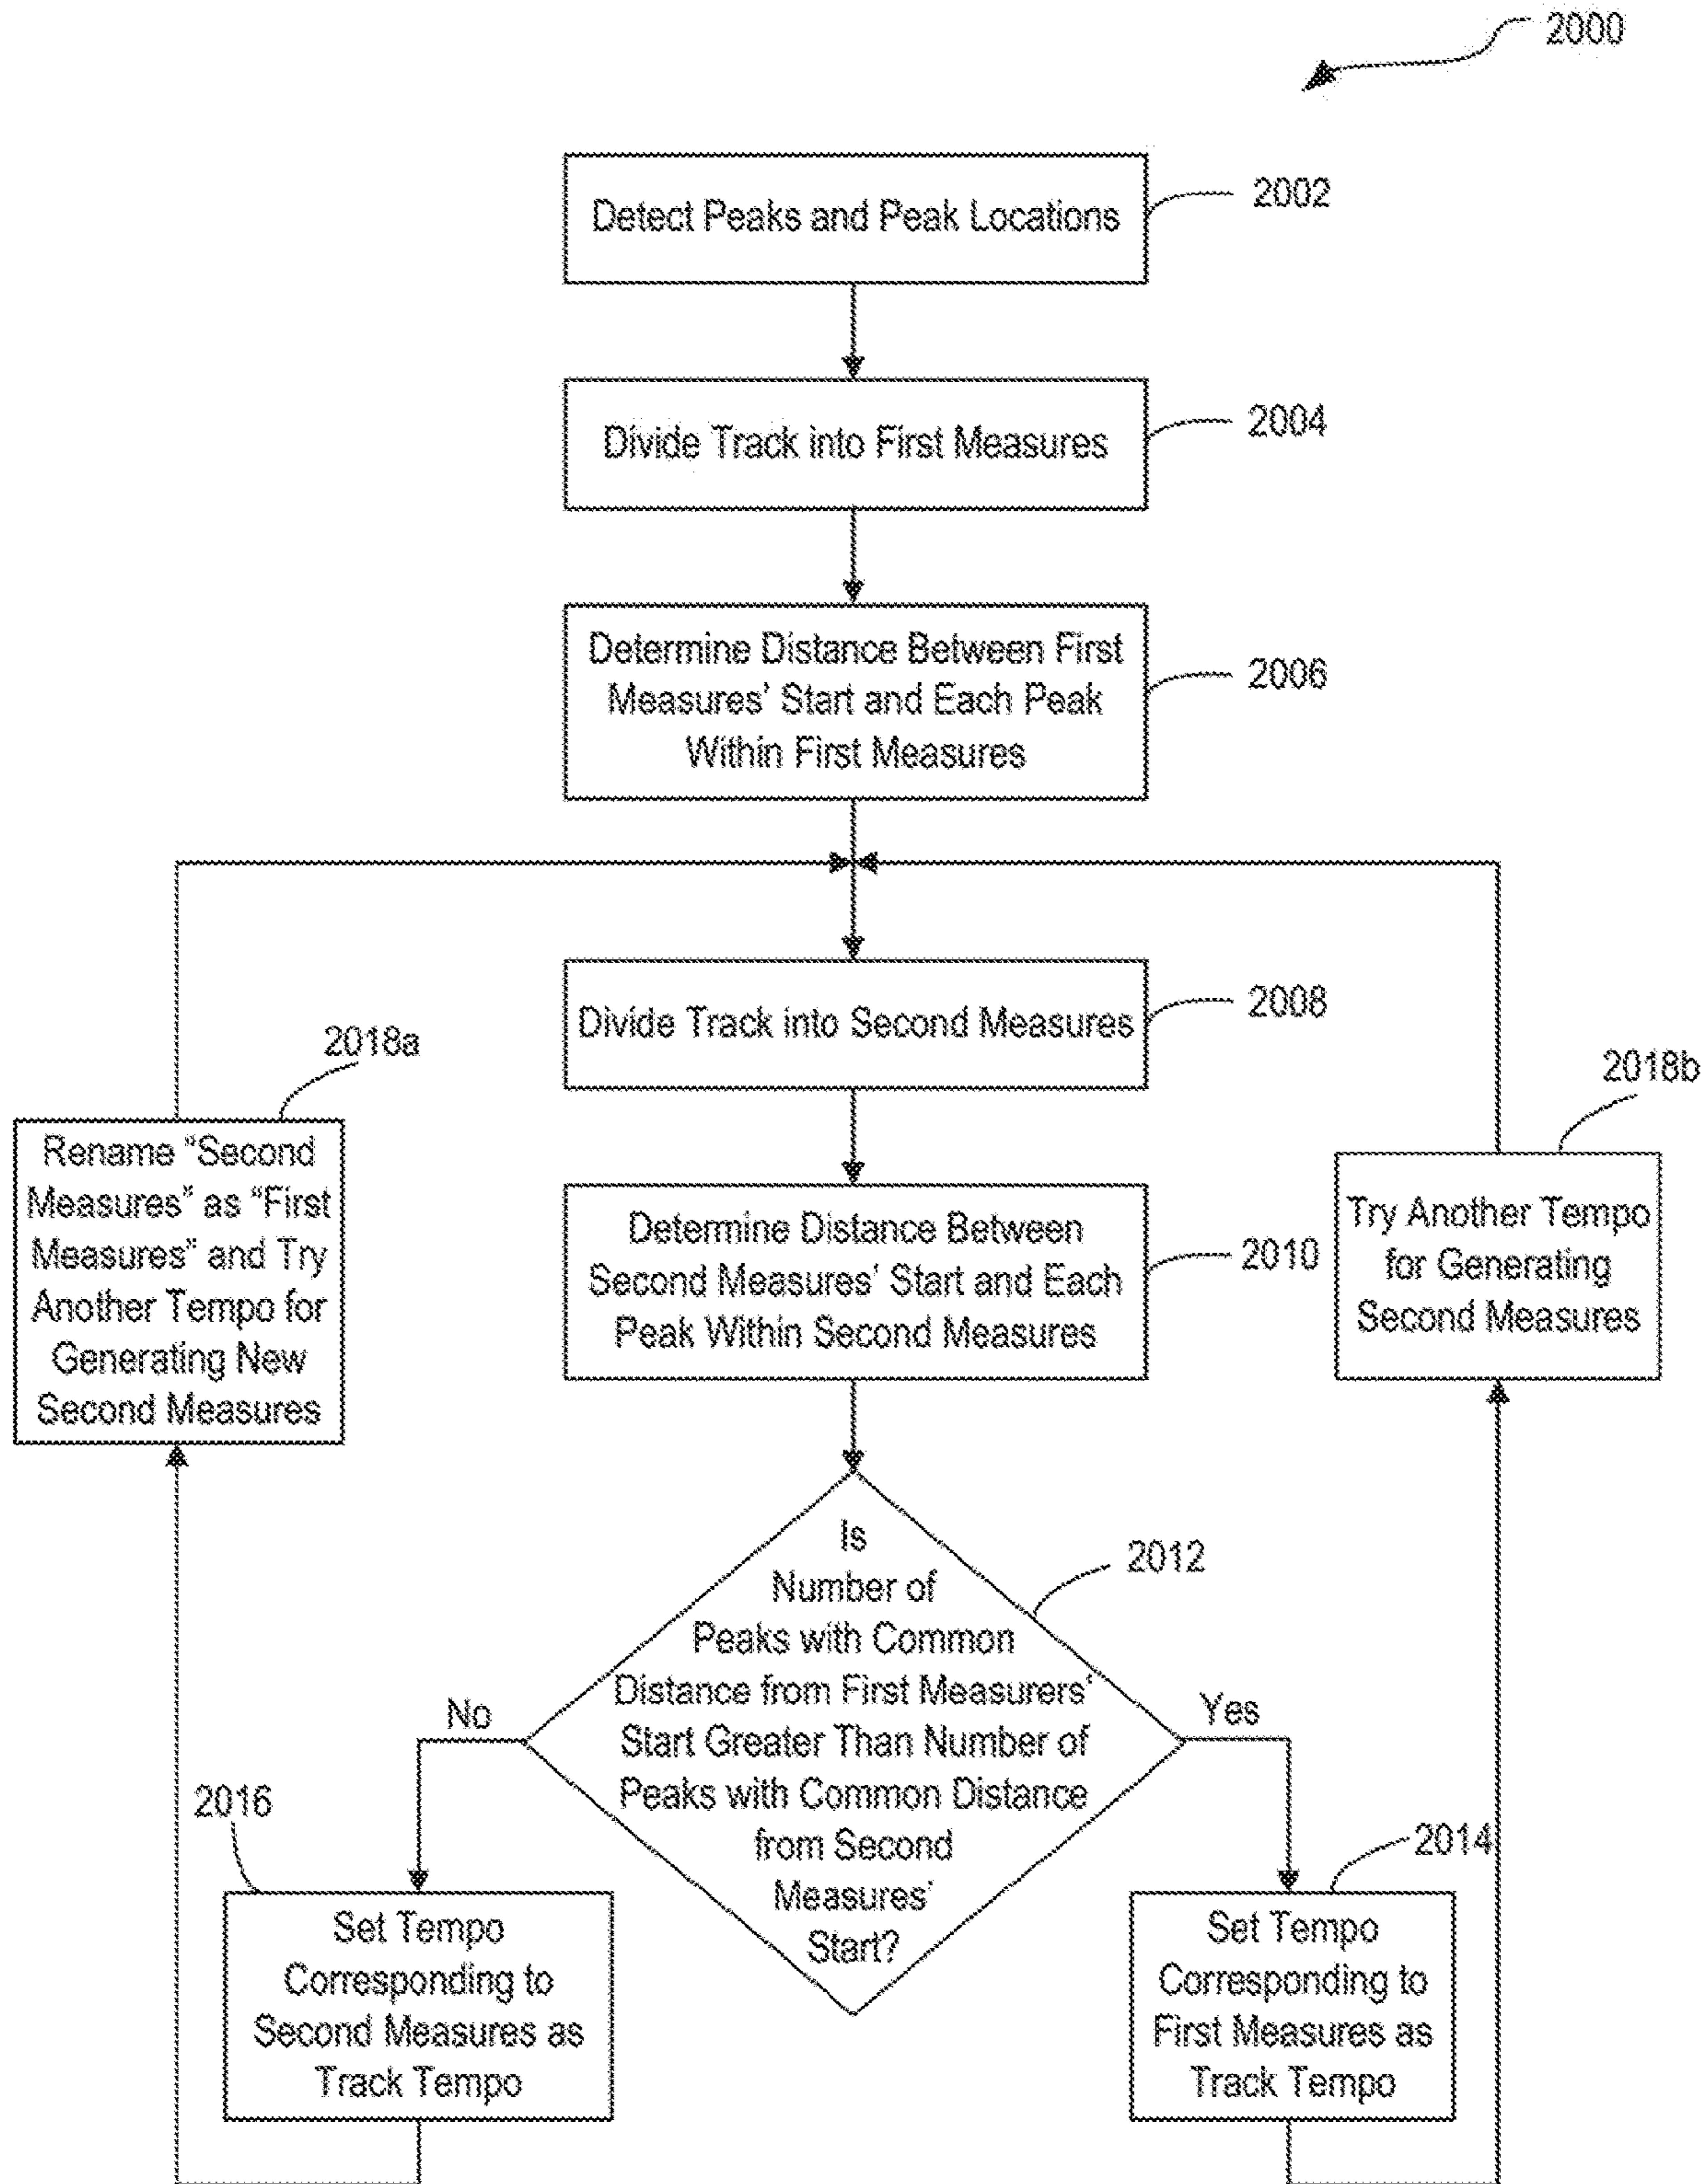 2000
Detect Peaks and Peak Locations
2002
Divide Track into First Measures
2004
Determine Distance Between First
Measures' Start and Each Peak
Within First Measures
2006
Divide Track into Second Measures
2008
2018a
Rename "Second
Measures" as "First
Measures" and Try
Another Tempo for
Generating New
Second Measures
Determine Distance Between
Second Measures' Start and Each
Peak Within Second Measures
2010
2018b
Try Another Tempo
for Generating
Second Measures
Is
Number of
Peaks with Common
Distance from First Measurers'
Start Greater Than Number of
Peaks with Common Distance
from Second
Measures'
Start?
2012
No
Yes
2016
Set Tempo
Corresponding to
Second Measures as
Track Tempo
2014
Set Tempo
Corresponding to
First Measures as
Track Tempo